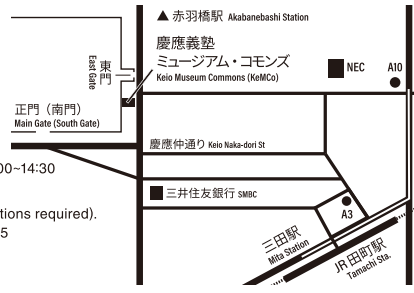 ▲ 赤羽橋駅 Akabanebashi Station
慶應義塾
ミュージアム・コモンズ
Keio Museum Commons (KeMCo)
東門
East Gate
NEC
A10
正門（南門）
Main Gate (South Gate)
慶應仲通り Keio Naka-dori St
00~14:30
三井住友銀行 SMBC
A3
tions required).
5
三田駅
Mita Station
JR田町駅
Tamachi Sta.